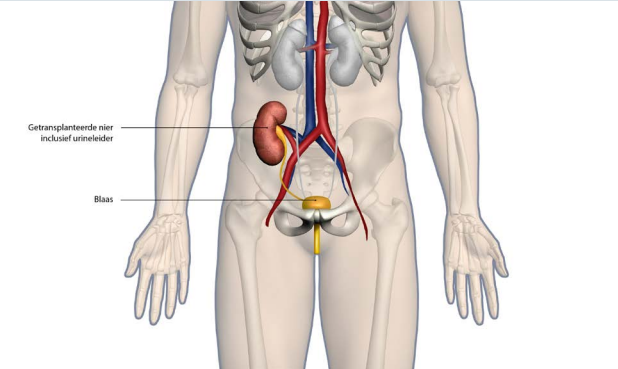 Getransplanteerde nier
inclusief urineleider
Blaas